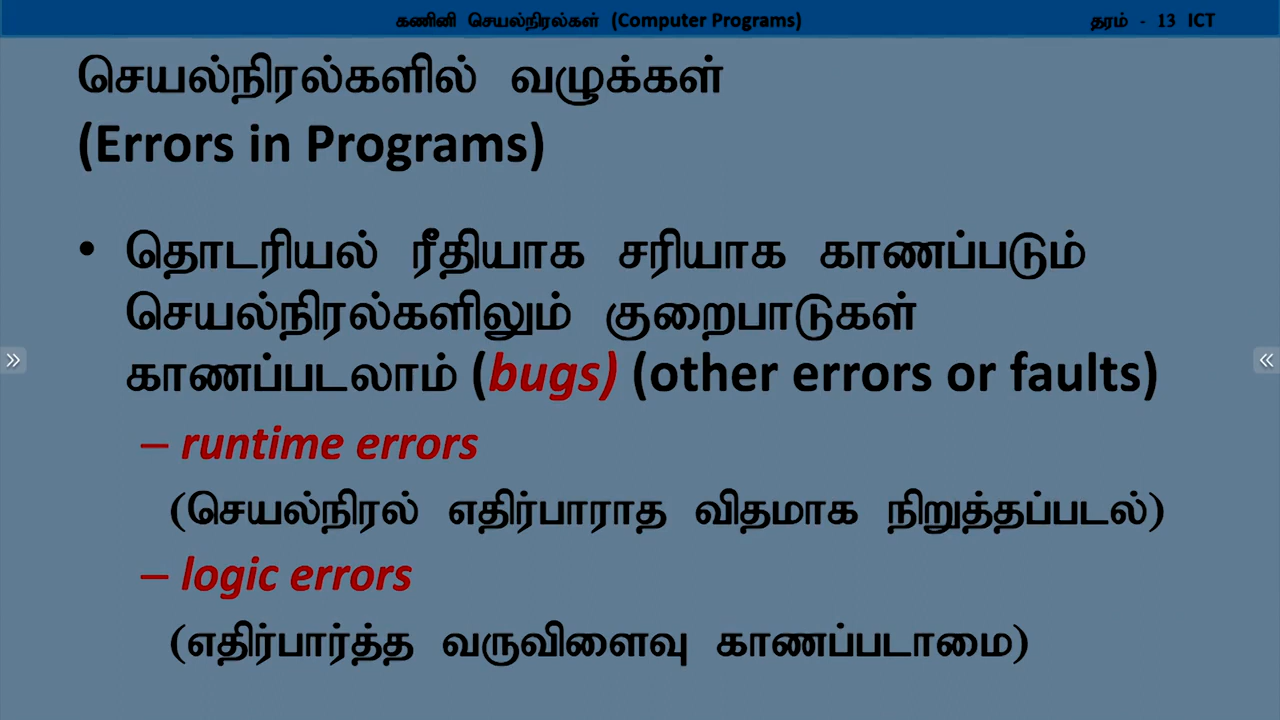 கணினி செயல்நிரல்கள் (Computer Programs)
தரம் - 13 ICT
செயல்நிரல்களில் வழுக்கள்
(Errors in Programs)
• தொடரியல் ரீதியாக சரியாக காணப்படும்
செயல்நிரல்களிலும் குறைபாடுகள்
காணப்படலாம் (bugs) (other errors or faults)
– runtime errors
(செயல்நிரல் எதிர்பாராத விதமாக நிறுத்தப்படல்)
– logic errors
(எதிர்பார்த்த வருவிளைவு காணப்படாமை)